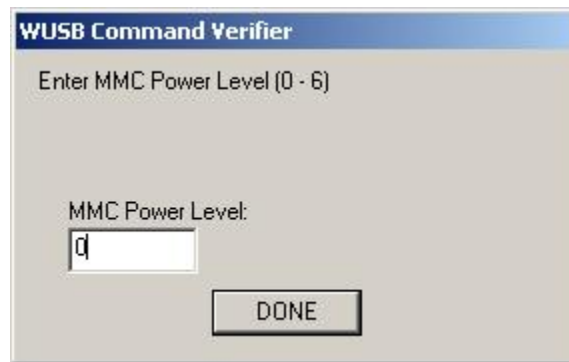 WUSB Command Verifier
Enter MMC Power Level (0 - 6)
MMC Power Level:
0
DONE